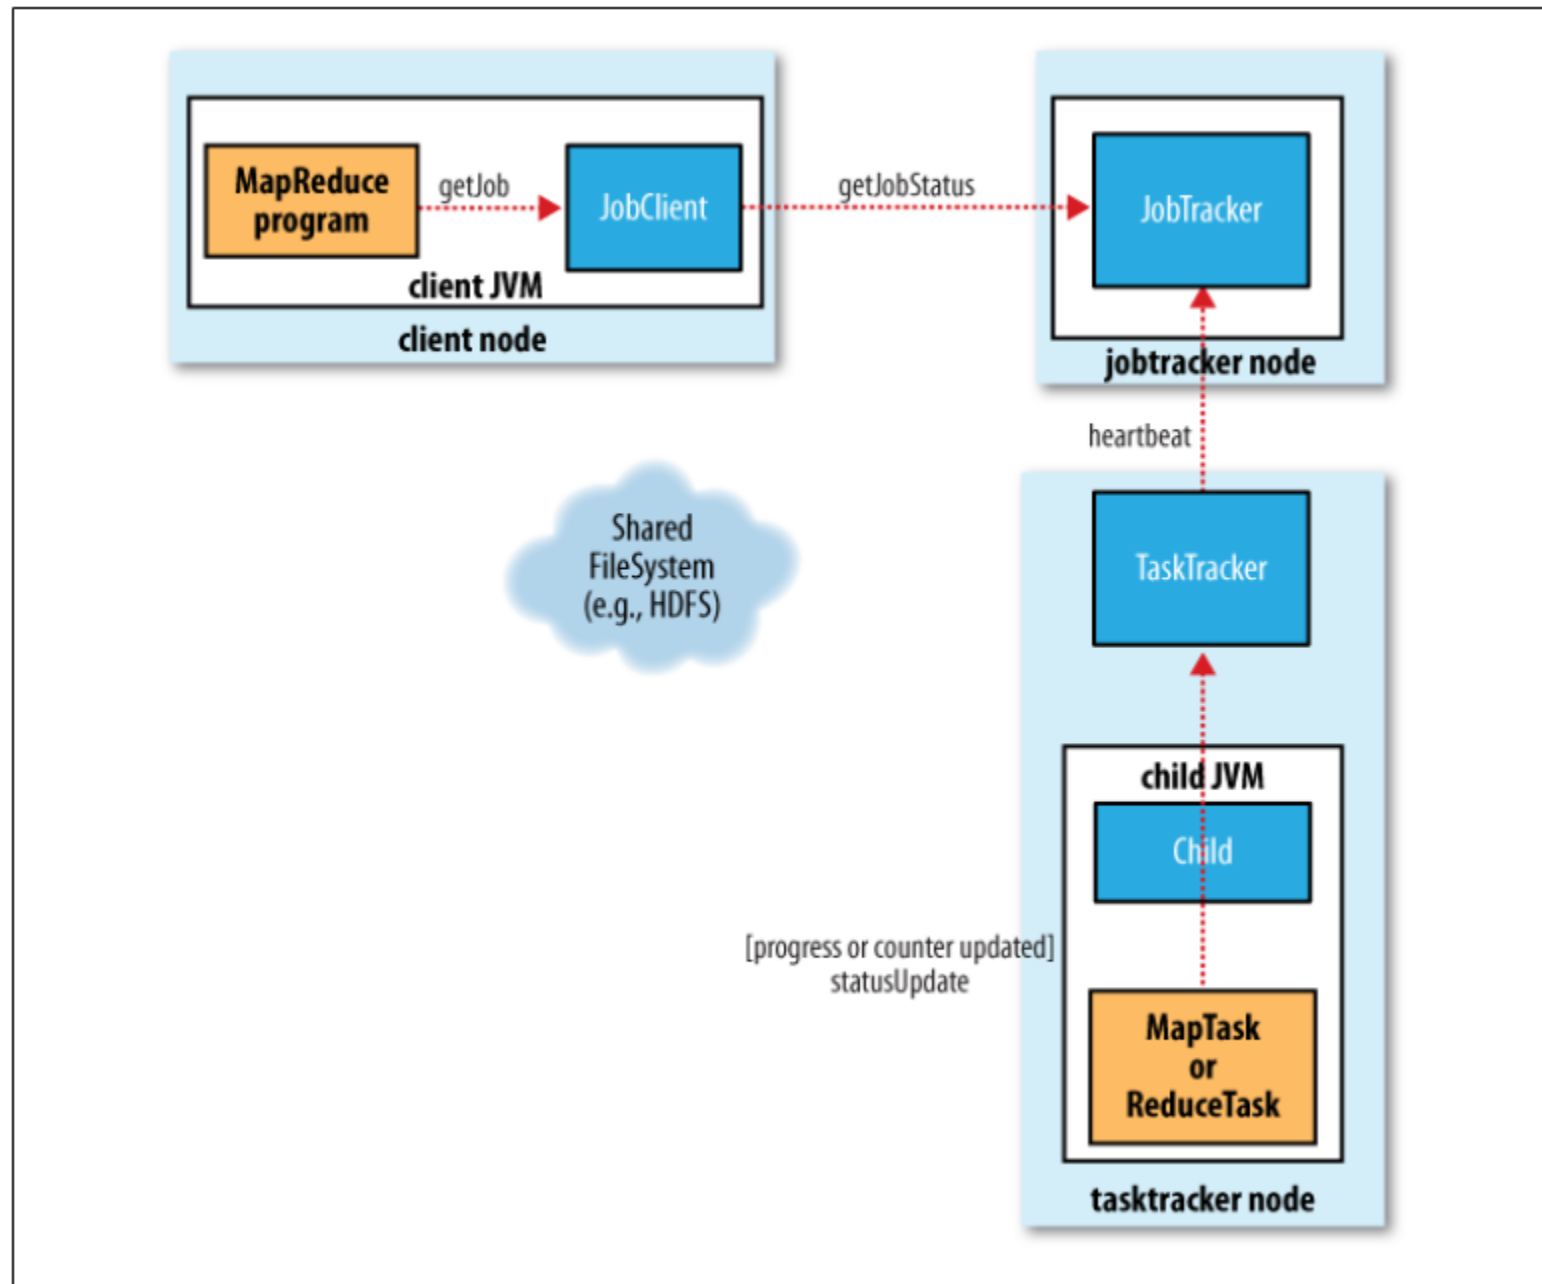 MapReduce
program
getJob
JobClient
client JVM
client node
getJobStatus
JobTracker
jobtracker node
heartbeat
Shared
FileSystem
(e.g., HDFS)
TaskTracker
child JVM
Child
[progress or counter updated]
statusUpdate
MapTask
or
ReduceTask
tasktracker node